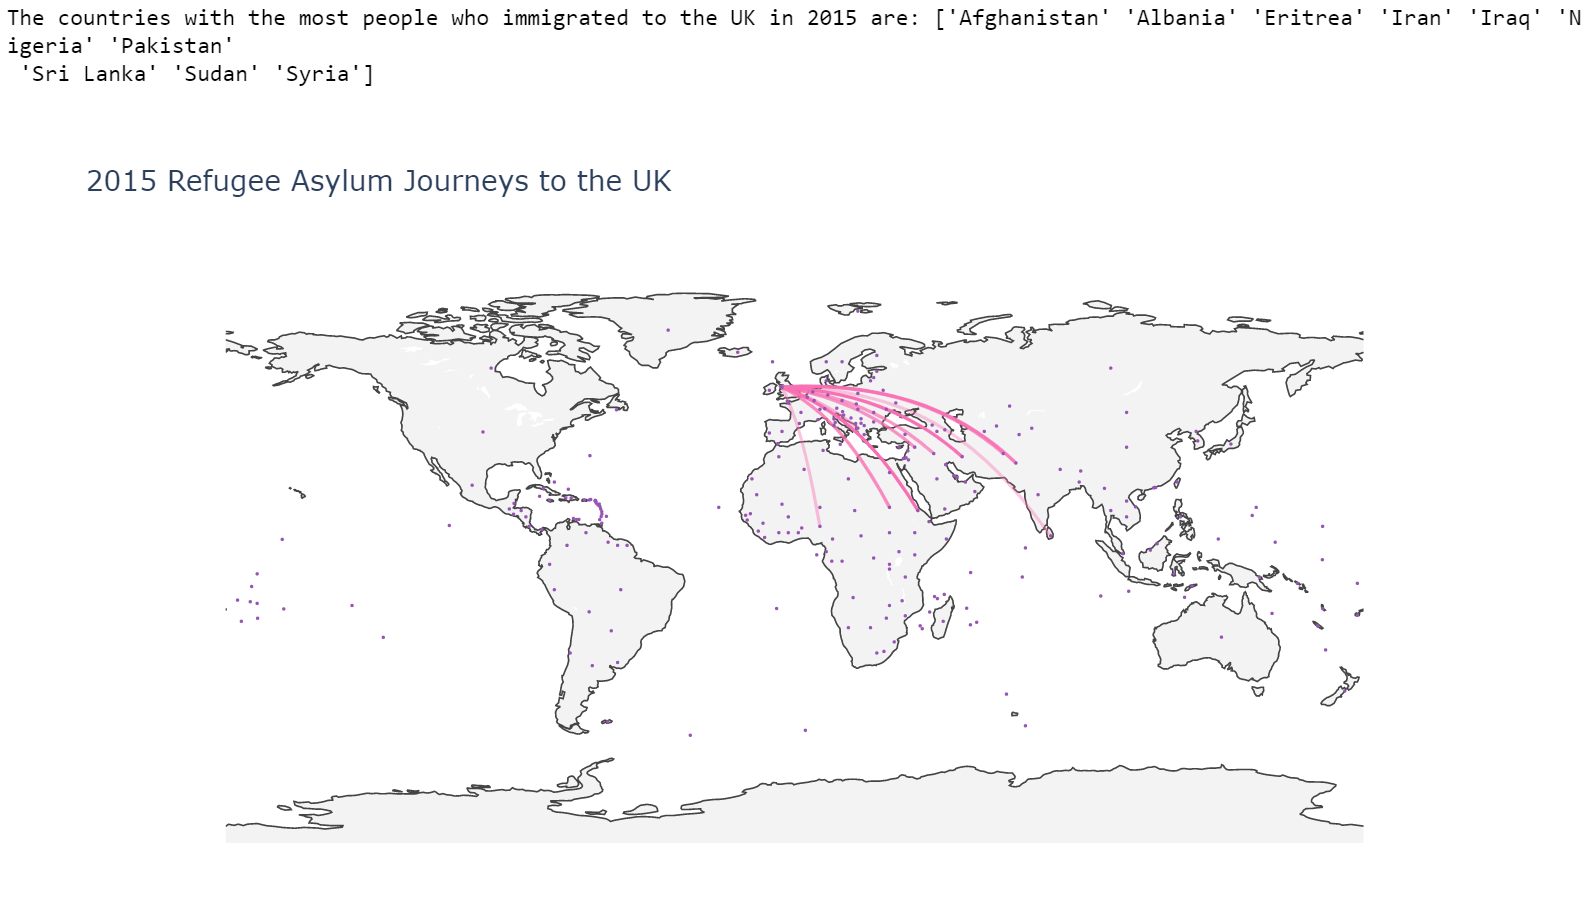 The countries with the most people who immigrated to the UK in 2015 are: ['Afghanistan' 'Albania' 'Eritrea' 'Iran' 'Iraq' 'N
igeria' 'Pakistan'
 'Sri Lanka' 'Sudan' 'Syria']
2015 Refugee Asylum Journeys to the UK